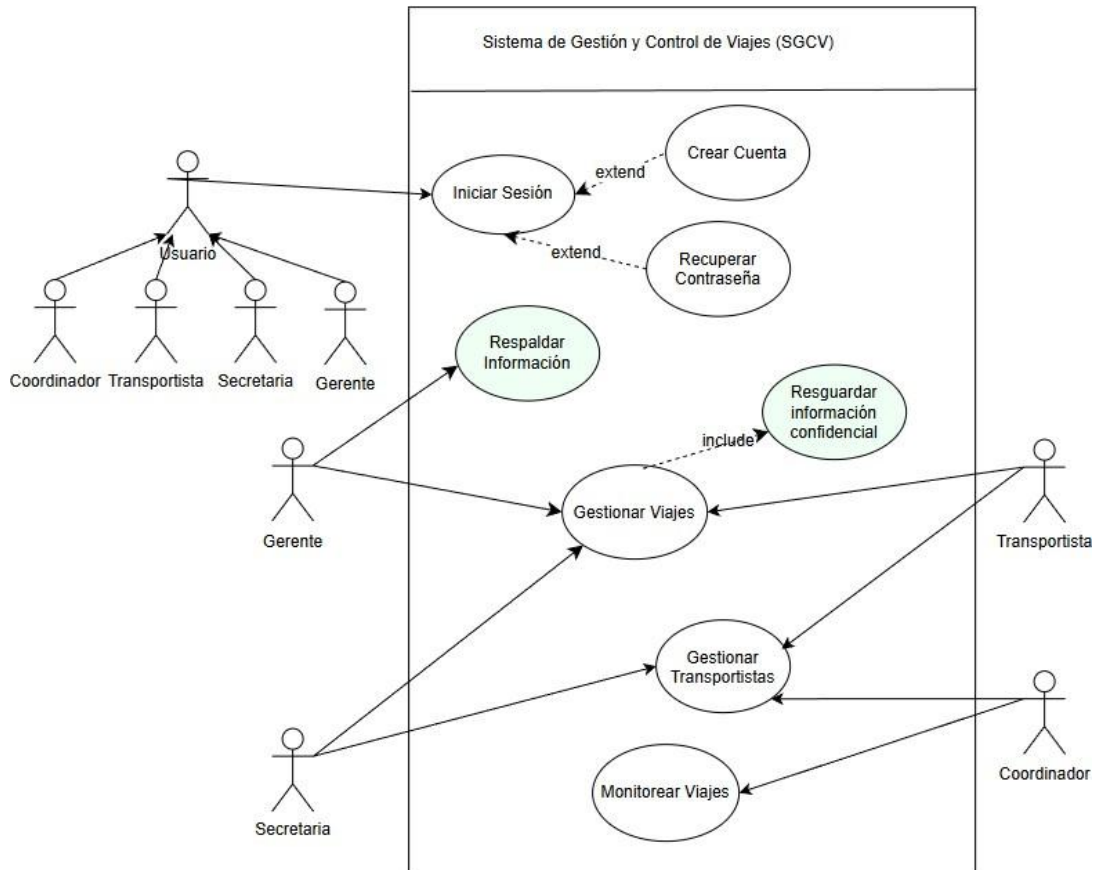 Sistema de Gestión y Control de Viajes (SGCV)
Crear Cuenta
extend
Iniciar Sesión
Usuario
extend
Recuperar
Contraseña
Coordinador
Transportista
Secretaria
Gerente
Respaldar
Información
Resguardar
información
confidencial
include
Gerente
Gestionar Viajes
Transportista
Gestionar
Transportistas
Coordinador
Monitorear Viajes
Secretaria